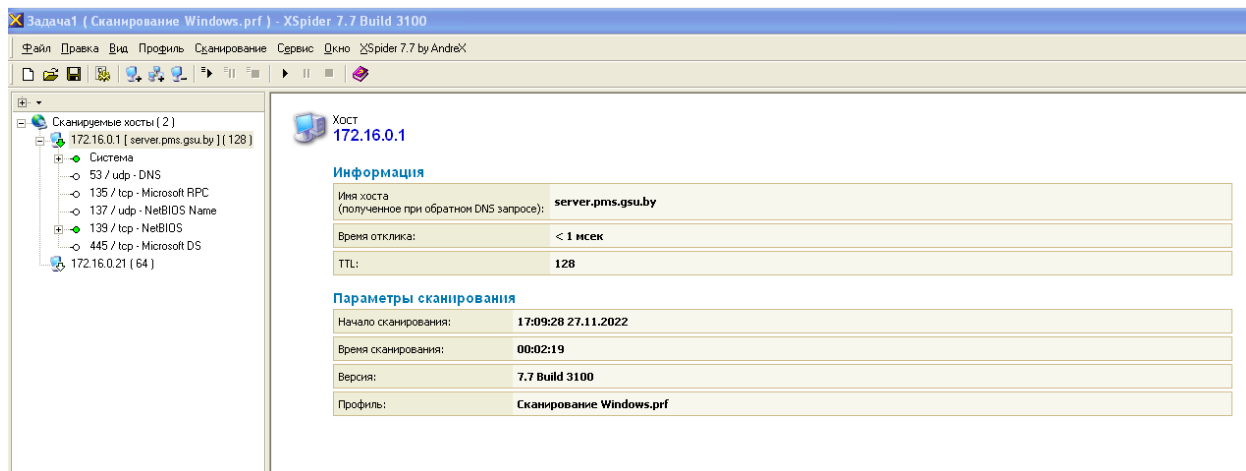 Задача1 ( Сканирование Windows.prf ) - XSpider 7.7 Build 3100
Файл Правка Вид Профиль Сканирование Сервис Окно XSpider 7.7 by AndreX
Сканируемые хосты ( 2 )
172.16.0.1 [ server.pms.gsu.by ] ( 128 )
Система
53 / udp - DNS
135 / tcp - Microsoft RPC
137 / udp - NetBIOS Name
139 / tcp - NetBIOS
445 / tcp - Microsoft DS
172.16.0.21 ( 64 )
Хост
172.16.0.1
Информация
Имя хоста
(полученное при обратном DNS запросе): server.pms.gsu.by
Время отклика: < 1 мсек
TTL: 128
Параметры сканирования
Начало сканирования: 17:09:28 27.11.2022
Время сканирования: 00:02:19
Версия: 7.7 Build 3100
Профиль: Сканирование Windows.prf